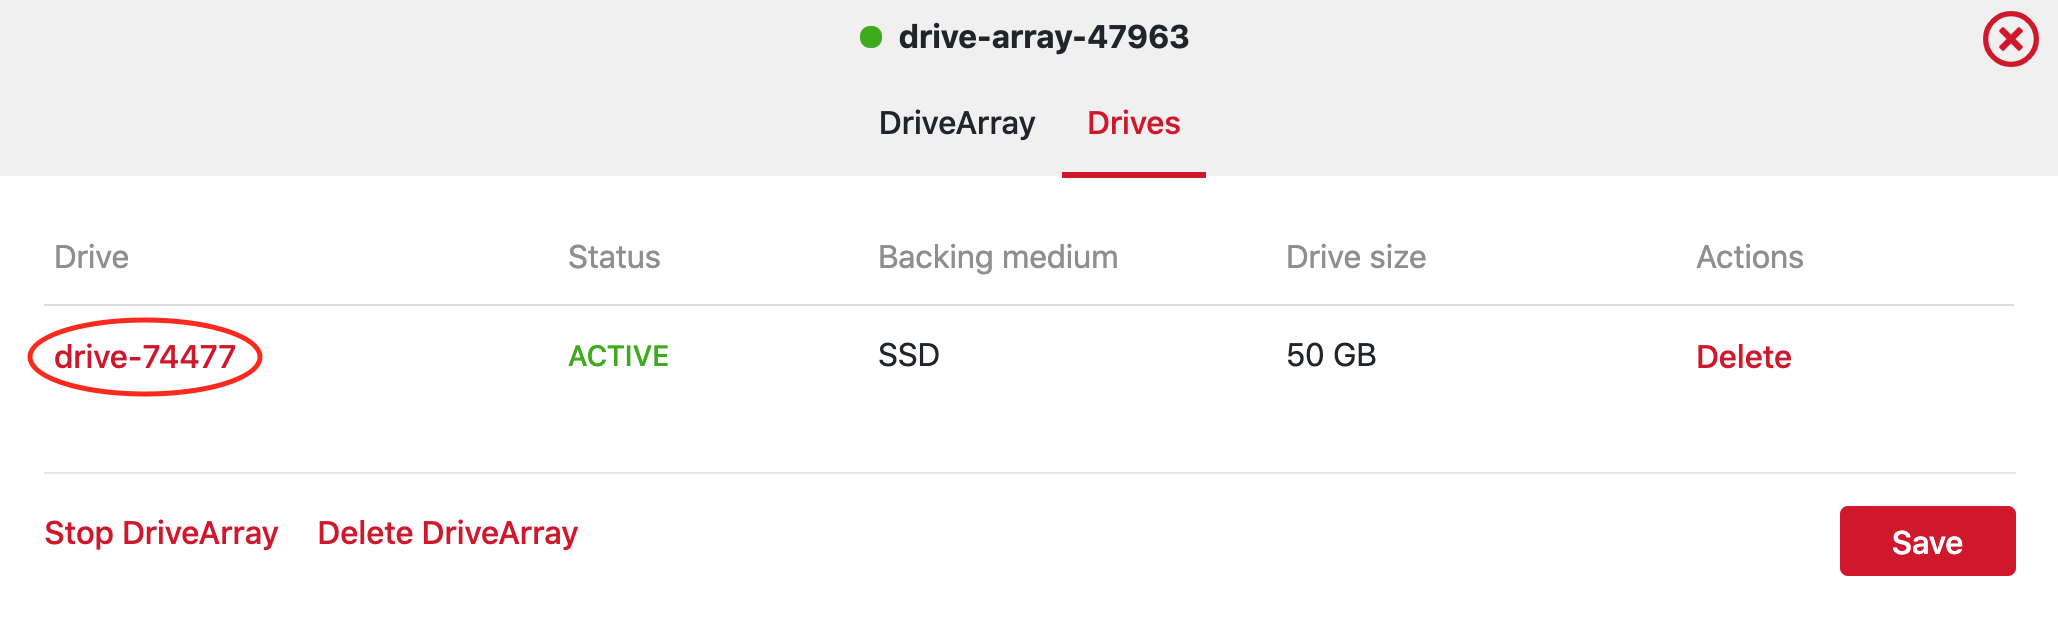 drive-array-47963
DriveArray Drives
Drive Status Backing medium Drive size Actions
drive-74477 ACTIVE SSD 50 GB Delete
Stop DriveArray Delete DriveArray Save